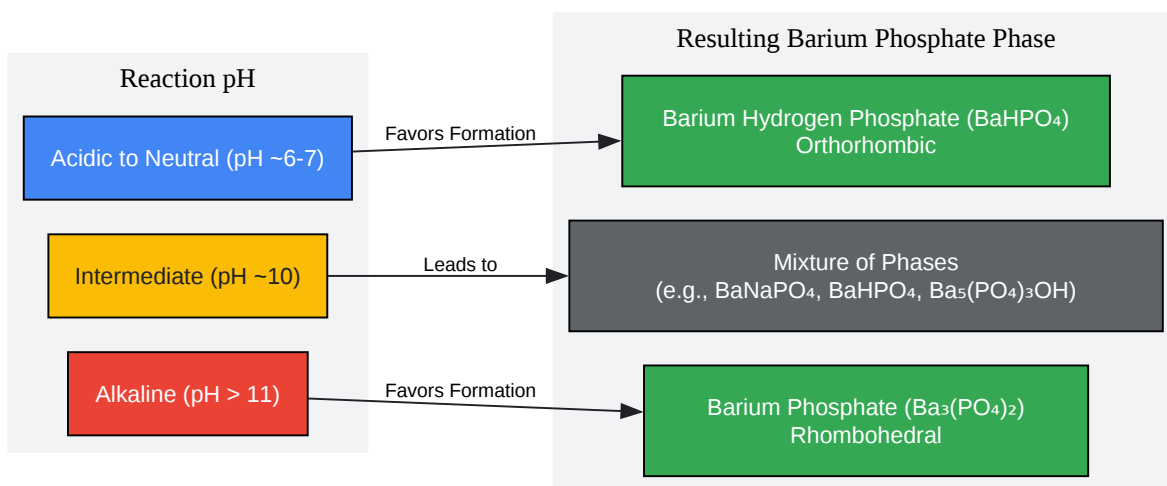 Reaction pH
Acidic to Neutral (pH ~6-7)
Intermediate (pH ~10)
Alkaline (pH > 11)
Favors Formation
Leads to
Favors Formation
Resulting Barium Phosphate Phase
Barium Hydrogen Phosphate (BaHPO₄)
Orthorhombic
Mixture of Phases
(e.g., BaNaPO₄, BaHPO₄, Ba₅(PO₄)₃OH)
Barium Phosphate (Ba₃(PO₄)₂)
Rhombohedral